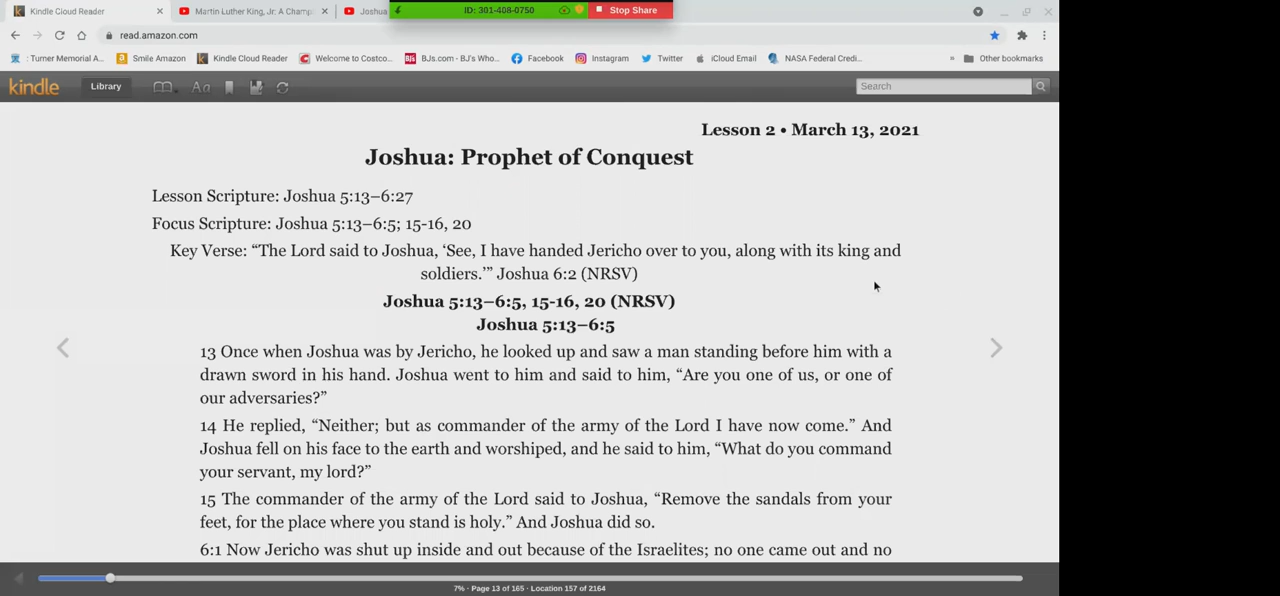 Kindle Cloud Reader
Martin Luther King, Jr. A Champ
Joshua
ID: 301-408-0750
Stop Share
read.amazon.com
: Turner Memorial A...
Smile Amazon
Kindle Cloud Reader
Welcome to Costco...
BJs.com - BJ's Who...
Facebook
Instagram
Twitter
iCloud Email
NASA Federal Credi...
»
Other bookmarks
kindle
Library
Aa
Search
Lesson 2 • March 13, 2021
Joshua: Prophet of Conquest
Lesson Scripture: Joshua 5:13–6:27
Focus Scripture: Joshua 5:13–6:5; 15-16, 20
Key Verse: “The Lord said to Joshua, ‘See, I have handed Jericho over to you, along with its king and
soldiers.’” Joshua 6:2 (NRSV)
Joshua 5:13–6:5, 15-16, 20 (NRSV)
Joshua 5:13–6:5
13 Once when Joshua was by Jericho, he looked up and saw a man standing before him with a
drawn sword in his hand. Joshua went to him and said to him, “Are you one of us, or one of
our adversaries?”
14 He replied, “Neither; but as commander of the army of the Lord I have now come.” And
Joshua fell on his face to the earth and worshiped, and he said to him, “What do you command
your servant, my lord?”
15 The commander of the army of the Lord said to Joshua, “Remove the sandals from your
feet, for the place where you stand is holy.” And Joshua did so.
6:1 Now Jericho was shut up inside and out because of the Israelites; no one came out and no
7% · Page 13 of 165 · Location 157 of 2164